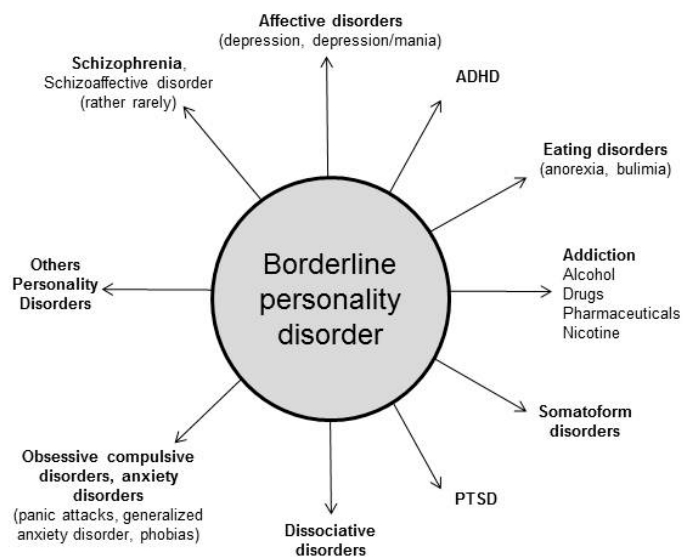 Affective disorders
(depression, depression/mania)
Schizophrenia,
Schizoaffective disorder
(rather rarely)
ADHD
Eating disorders
(anorexia, bulimia)
Borderline
personality
disorder
Others
Personality
Disorders
Addiction
Alcohol
Drugs
Pharmaceuticals
Nicotine
Somatoform
disorders
Obsessive compulsive
disorders, anxiety
disorders
(panic attacks, generalized
anxiety disorder, phobias)
PTSD
Dissociative
disorders